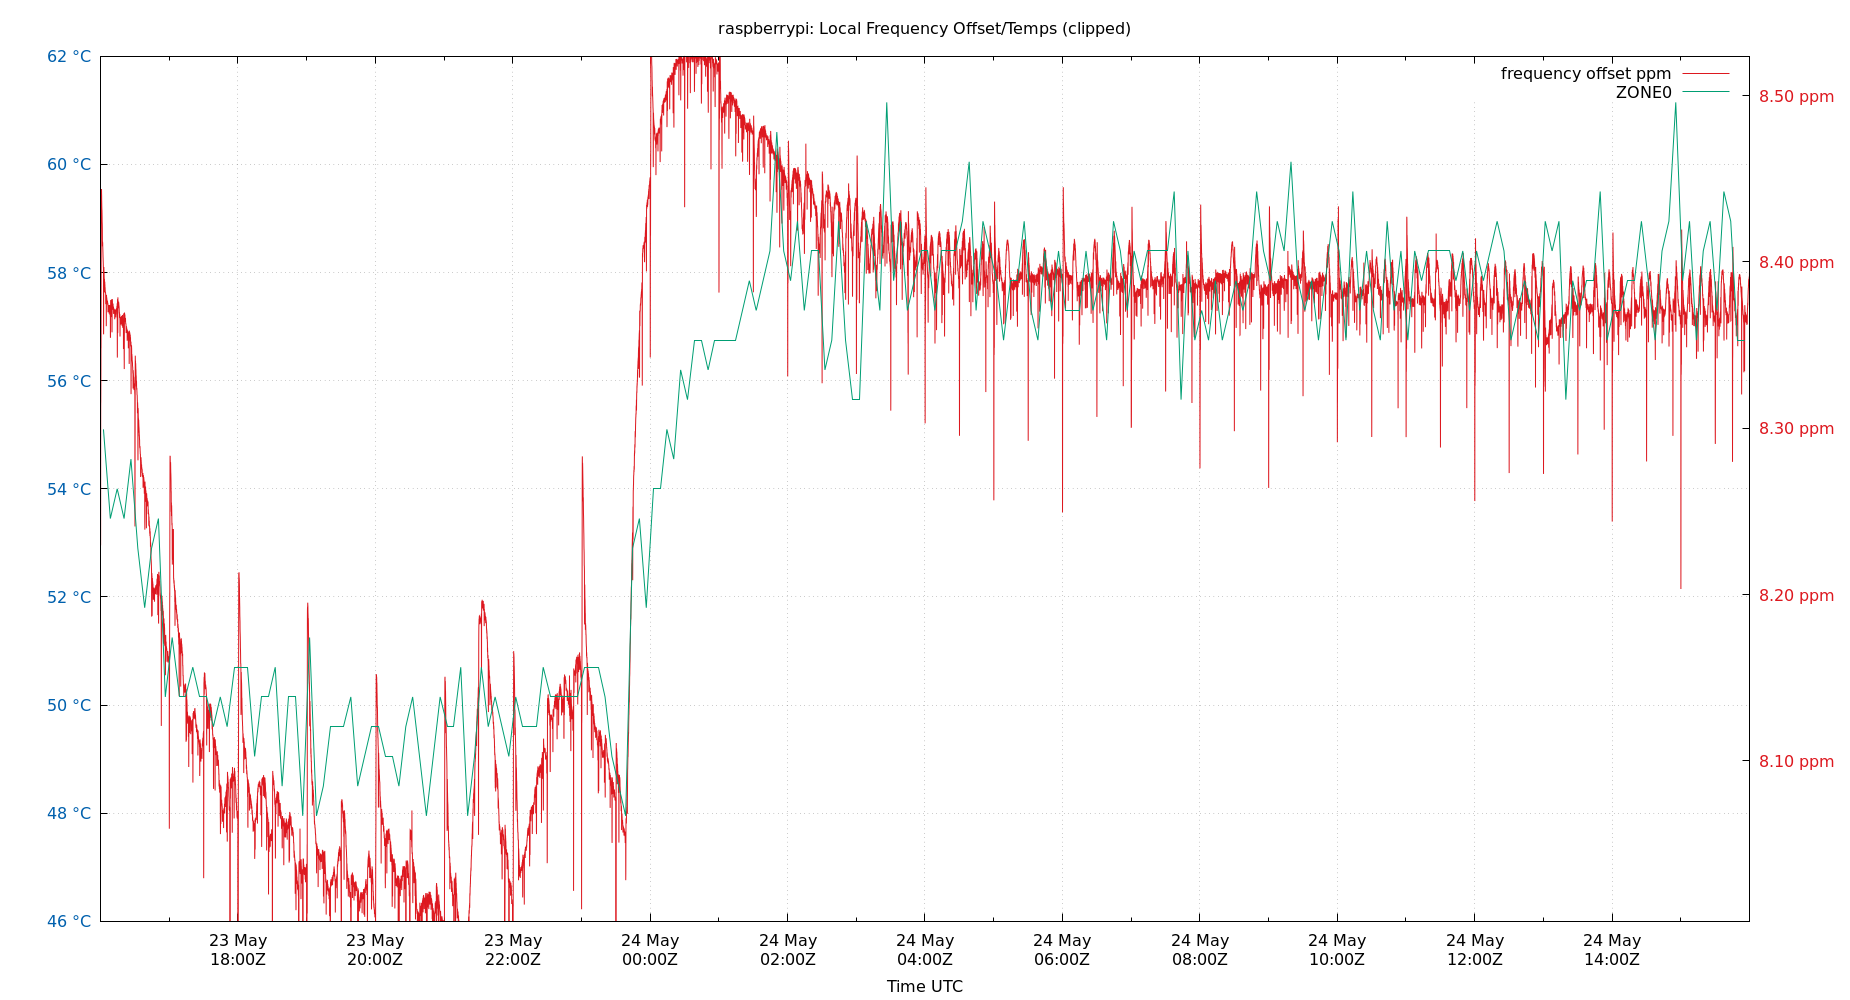 raspberrypi: Local Frequency Offset/Temps (clipped)
62 °C
60 °C
58 °C
56 °C
54 °C
52 °C
50 °C
48 °C
46 °C
frequency offset ppm
ZONE0
8.50 ppm
8.40 ppm
8.30 ppm
8.20 ppm
8.10 ppm
23 May 23 May 23 May 24 May 24 May 24 May 24 May 24 May 24 May 24 May 24 May
18:00Z 20:00Z 22:00Z 00:00Z 02:00Z 04:00Z 06:00Z 08:00Z 10:00Z 12:00Z 14:00Z
Time UTC